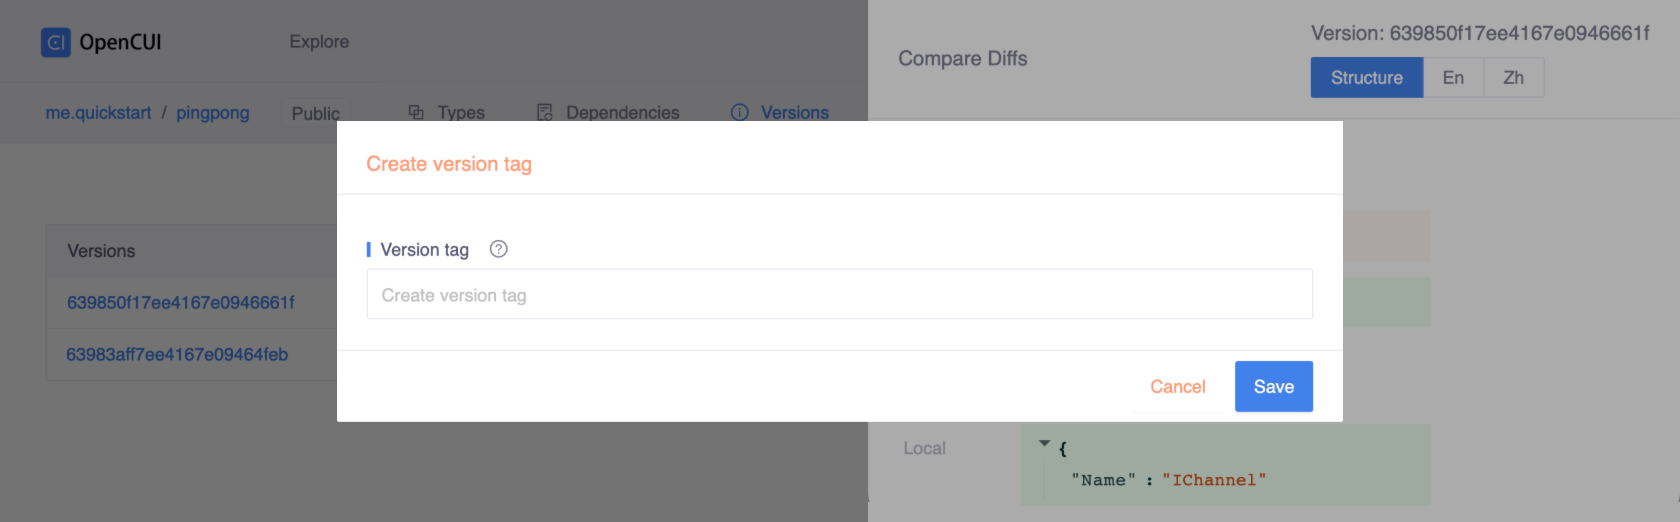 OpenCUI
Explore
Version: 639850f17ee4167e0946661f
Compare Diffs
Structure En Zh
me.quickstart / pingpong Public Types Dependencies Versions
Create version tag
Version tag
Create version tag
Versions
639850f17ee4167e0946661f
63983aff7ee4167e09464feb
Cancel Save
Local
{
"Name" : "IChannel"